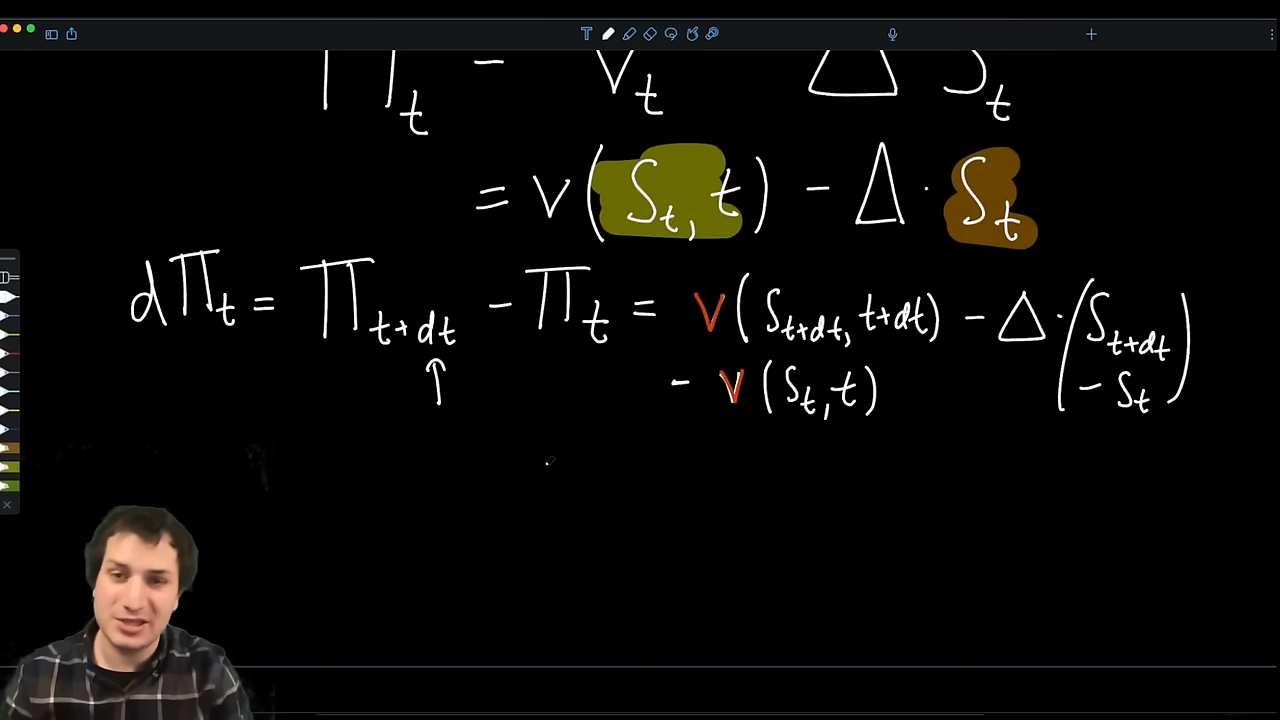 Π_t = V_t - Δ S_t
= V(S_t, t) - Δ · S_t
dΠ_t = Π_{t+dt} - Π_t = V(S_{t+dt}, t+dt) - Δ · (S_{t+dt}
- V(S_t, t) - S_t)
↑